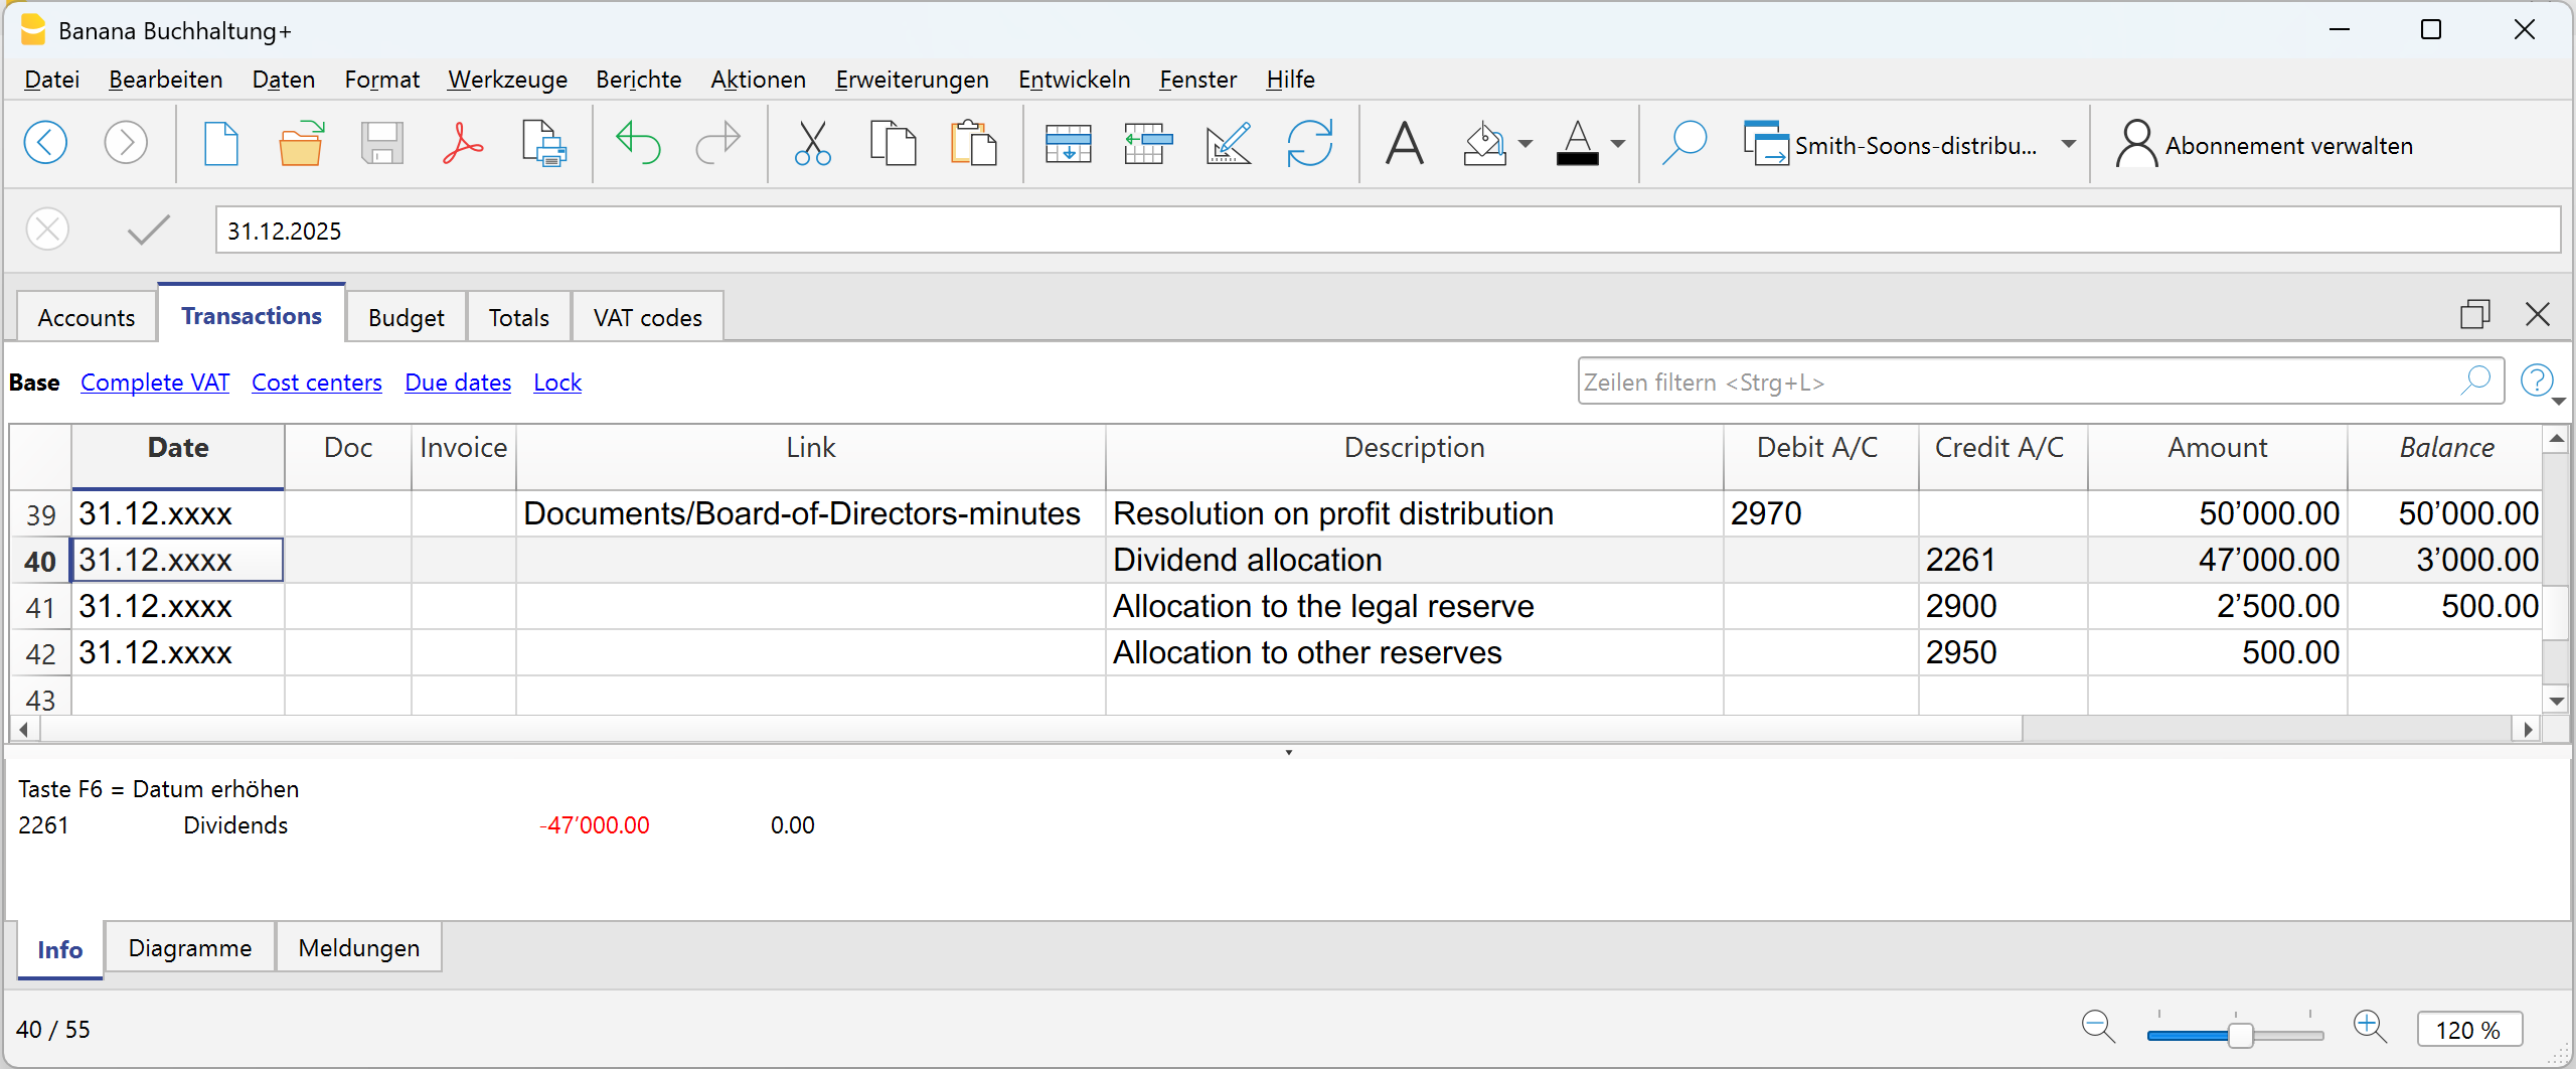 Banana Buchhaltung+
Datei Bearbeiten Daten Format Werkzeuge Berichte Aktionen Erweiterungen Entwickeln Fenster Hilfe
Smith-Soons-distribu... Abonnement verwalten
31.12.2025
Accounts Transactions Budget Totals VAT codes
Base Complete VAT Cost centers Due dates Lock Zeilen filtern <Strg+L>
Date Doc Invoice Link Description Debit A/C Credit A/C Amount Balance
39 31.12.xxxx Documents/Board-of-Directors-minutes Resolution on profit distribution 2970 50’000.00 50’000.00
40 31.12.xxxx Dividend allocation 2261 47’000.00 3’000.00
41 31.12.xxxx Allocation to the legal reserve 2900 2’500.00 500.00
42 31.12.xxxx Allocation to other reserves 2950 500.00
43
Taste F6 = Datum erhöhen
2261 Dividends -47’000.00 0.00
Info Diagramme Meldungen
40 / 55 120 %